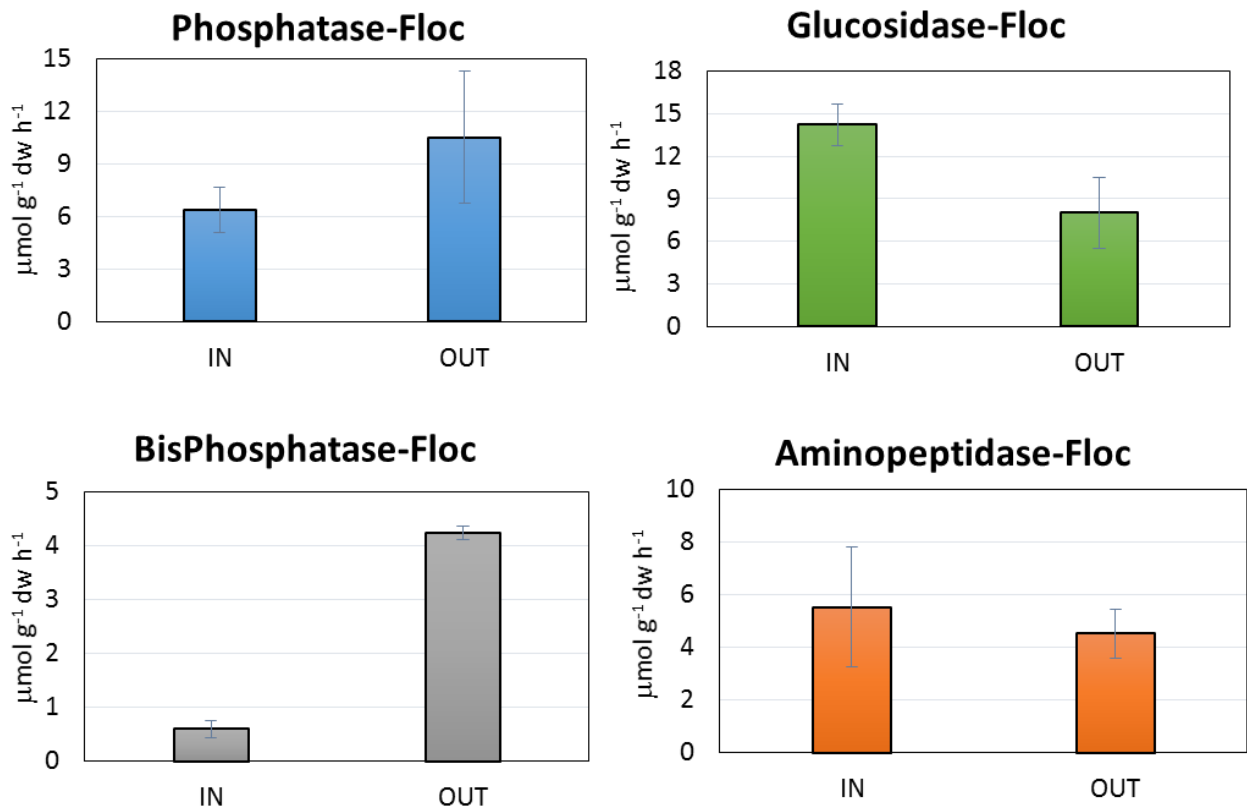 Phosphatase-Floc
μmol g⁻¹ dw h⁻¹
15
12
9
6
3
0
IN OUT
Glucosidase-Floc
μmol g⁻¹ dw h⁻¹
18
15
12
9
6
3
0
IN OUT
BisPhosphatase-Floc
μmol g⁻¹ dw h⁻¹
5
4
3
2
1
0
IN OUT
Aminopeptidase-Floc
μmol g⁻¹ dw h⁻¹
10
8
6
4
2
0
IN OUT